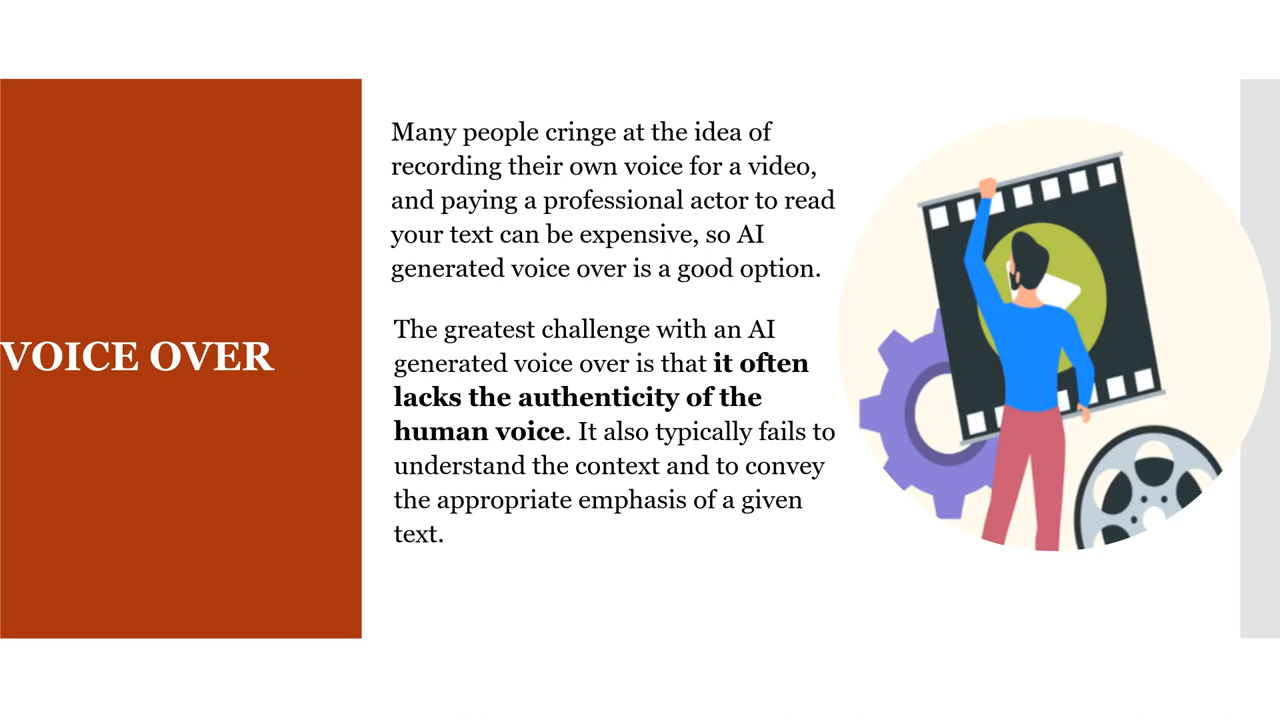 VOICE OVER
Many people cringe at the idea of
recording their own voice for a video,
and paying a professional actor to read
your text can be expensive, so AI
generated voice over is a good option.
The greatest challenge with an AI
generated voice over is that it often
lacks the authenticity of the
human voice. It also typically fails to
understand the context and to convey
the appropriate emphasis of a given
text.